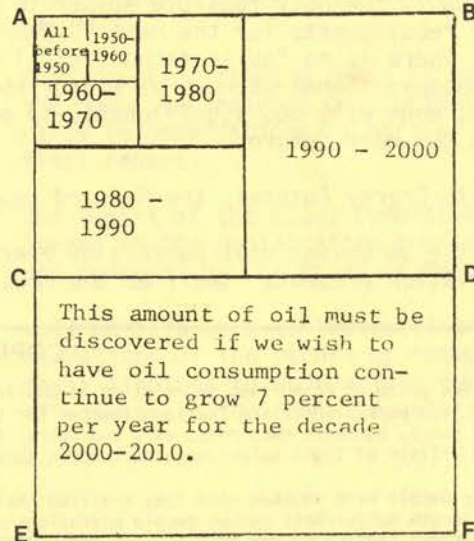 A
B
All before 1950
1950-
1960
1970-
1980
1960-
1970
1990 - 2000
1980 -
1990
C
D
This amount of oil must be
discovered if we wish to
have oil consumption con-
tinue to grow 7 percent
per year for the decade
2000-2010.
E
F